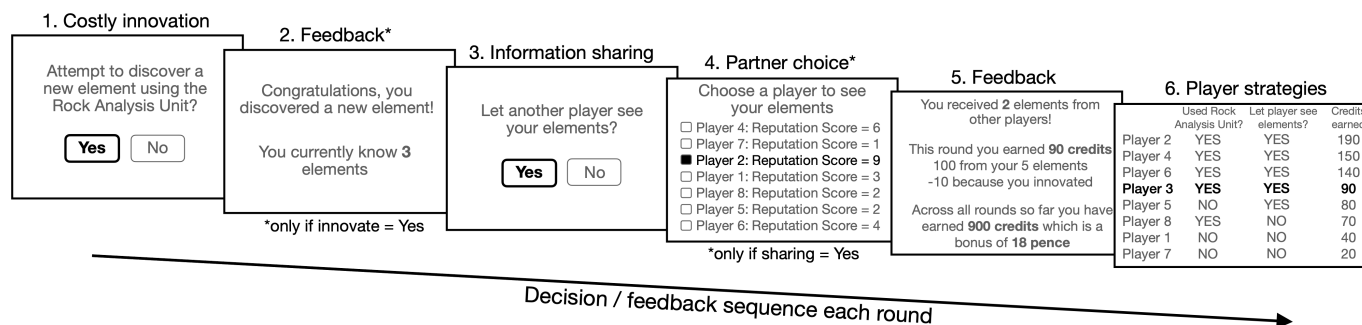 1. Costly innovation
Attempt to discover a
new element using the
Rock Analysis Unit?
Yes No
2. Feedback*
Congratulations, you
discovered a new element!
You currently know 3
elements
*only if innovate = Yes
3. Information sharing
Let another player see
your elements?
Yes No
4. Partner choice*
Choose a player to see
your elements
Player 4: Reputation Score = 6
Player 7: Reputation Score = 1
Player 2: Reputation Score = 9
Player 1: Reputation Score = 3
Player 8: Reputation Score = 2
Player 5: Reputation Score = 2
Player 6: Reputation Score = 4
*only if sharing = Yes
5. Feedback
You received 2 elements from
other players!
This round you earned 90 credits
100 from your 5 elements
-10 because you innovated
Across all rounds so far you have
earned 900 credits which is a
bonus of 18 pence
6. Player strategies
Used Rock Let player see Credits
Analysis Unit? elements? earned
Player 2 YES YES 190
Player 4 YES YES 150
Player 6 YES YES 140
Player 3 YES YES 90
Player 5 NO YES 80
Player 8 YES NO 70
Player 1 NO NO 40
Player 7 NO NO 20
Decision / feedback sequence each round